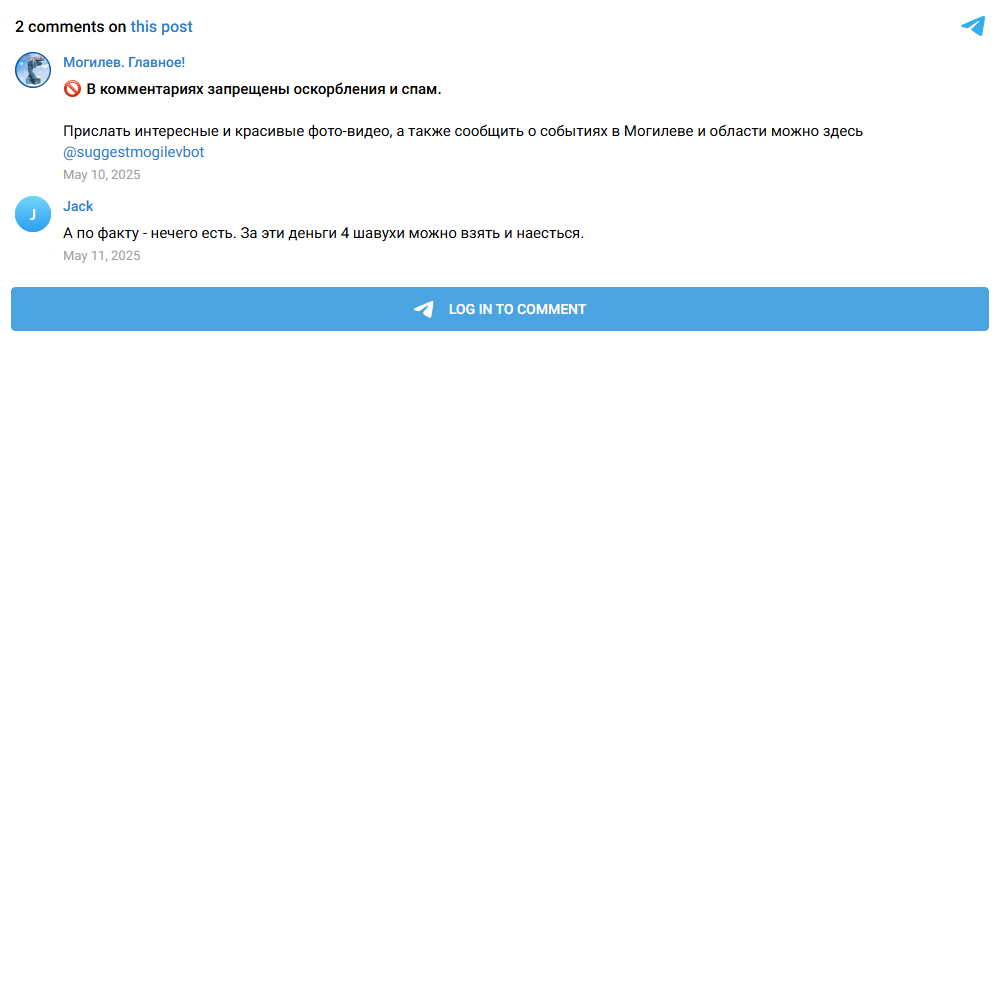 2 comments on this post
Могилев. Главное!
🚫 В комментариях запрещены оскорбления и спам.
Прислать интересные и красивые фото-видео, а также сообщить о событиях в Могилеве и области можно здесь
@suggestmogilevbot
May 10, 2025
J
Jack
А по факту - нечего есть. За эти деньги 4 шавухи можно взять и наесться.
May 11, 2025
LOG IN TO COMMENT